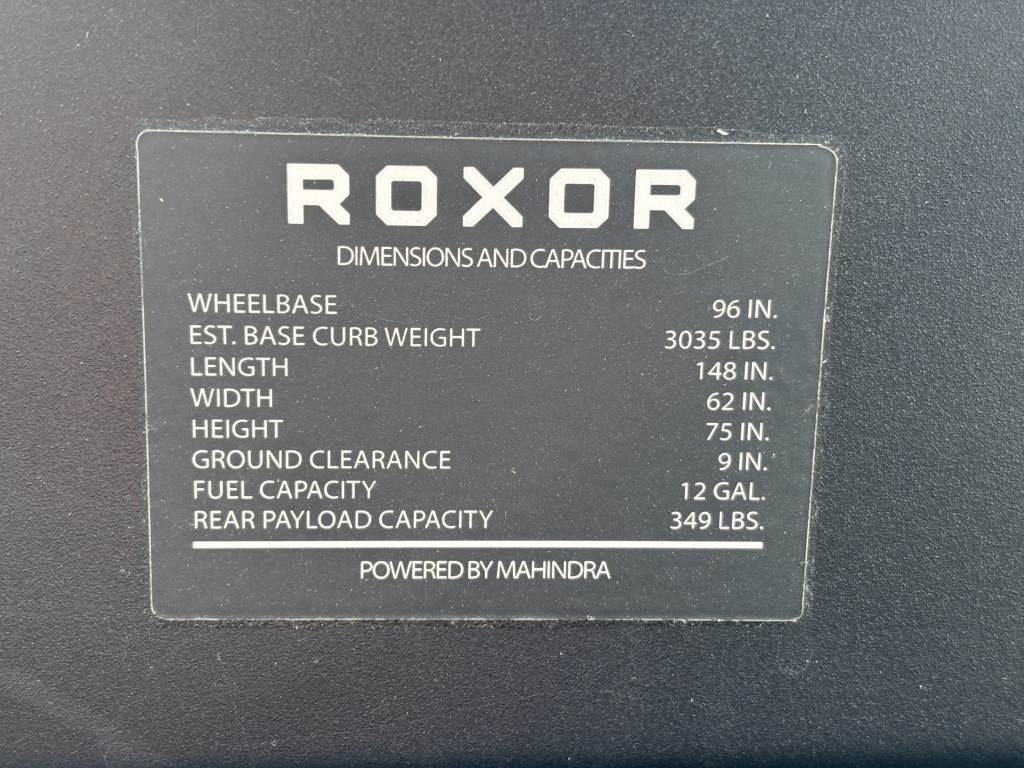 ROXOR
DIMENSIONS AND CAPACITIES
WHEELBASE 96 IN.
EST. BASE CURB WEIGHT 3035 LBS.
LENGTH 148 IN.
WIDTH 62 IN.
HEIGHT 75 IN.
GROUND CLEARANCE 9 IN.
FUEL CAPACITY 12 GAL.
REAR PAYLOAD CAPACITY 349 LBS.
POWERED BY MAHINDRA